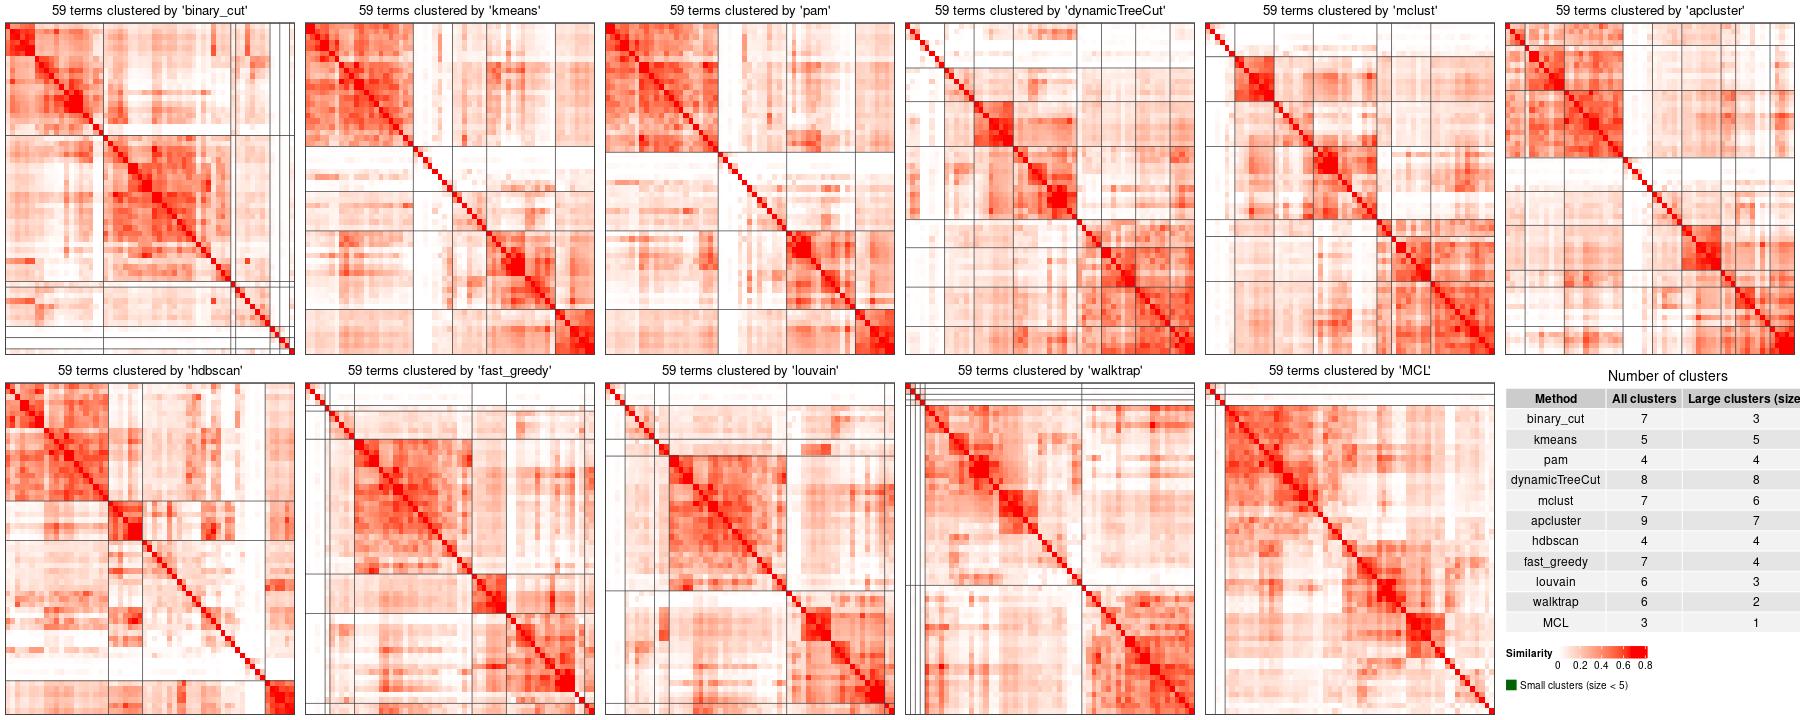 59 terms clustered by 'binary_cut'
59 terms clustered by 'kmeans'
59 terms clustered by 'pam'
59 terms clustered by 'dynamicTreeCut'
59 terms clustered by 'mclust'
59 terms clustered by 'apcluster'
59 terms clustered by 'hdbscan'
59 terms clustered by 'fast_greedy'
59 terms clustered by 'louvain'
59 terms clustered by 'walktrap'
59 terms clustered by 'MCL'
Number of clusters
Method All clusters Large clusters (size
binary_cut 7 3
kmeans 5 5
pam 4 4
dynamicTreeCut 8 8
mclust 7 6
apcluster 9 7
hdbscan 4 4
fast_greedy 7 4
louvain 6 3
walktrap 6 2
MCL 3 1
Similarity
0 0.2 0.4 0.6 0.8
Small clusters (size < 5)